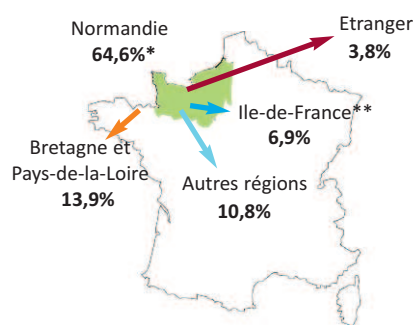 Normandie
64,6%*
Etranger
3,8%
Ile-de-France**
6,9%
Bretagne et
Pays-de-la-Loire
13,9%
Autres régions
10,8%